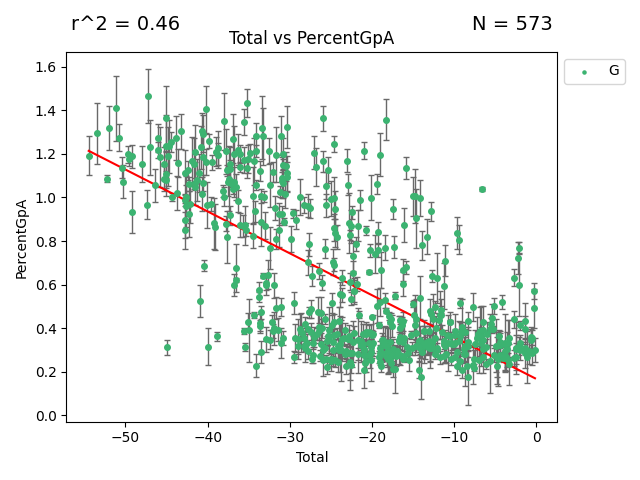 r^2 = 0.46
N = 573
Total vs PercentGpA
G
1.6
1.4
1.2
1.0
0.8
0.6
0.4
0.2
0.0
PercentGpA
−50
−40
−30
−20
−10
0
Total